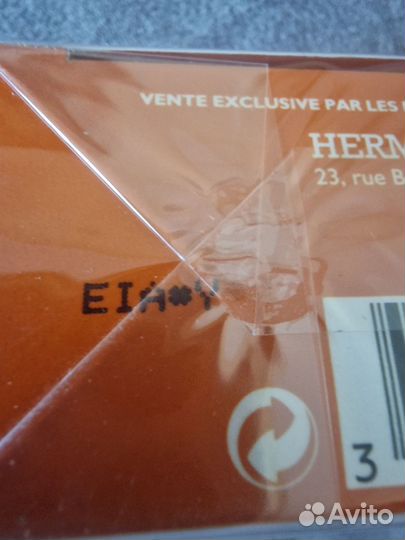 VENTE EXCLUSIVE PAR LES
HERM
23, rue B
EIA*Y
3
Avito